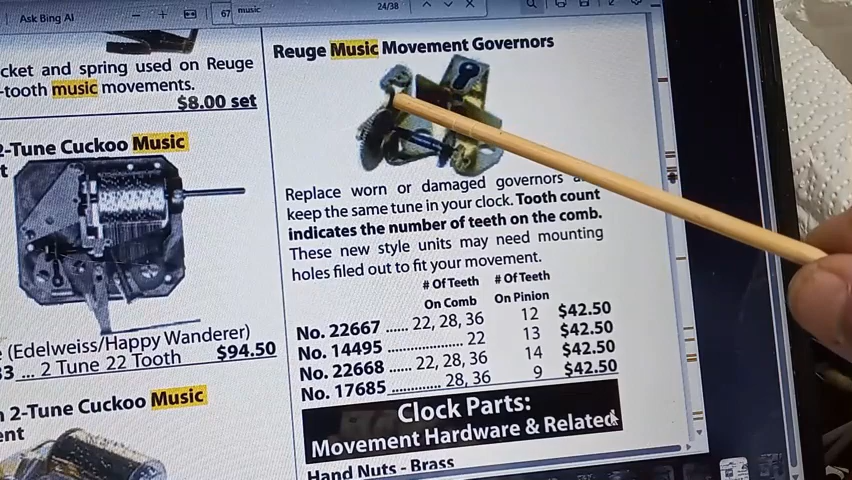 Ask Bing AI
67
music
24/38
cket and spring used on Reuge
-tooth music movements.
$8.00 set
2-Tune Cuckoo Music
t
(Edelweiss/Happy Wanderer)
33 ... 2 Tune 22 Tooth $94.50
2-Tune Cuckoo Music
ent
Reuge Music Movement Governors
Replace worn or damaged governors
keep the same tune in your clock. Tooth count
indicates the number of teeth on the comb.
These new style units may need mounting
holes filed out to fit your movement.
# Of Teeth # Of Teeth
On Comb On Pinion
No. 22667 ...... 22, 28, 36 12 $42.50
No. 14495 .................. 22 13 $42.50
No. 22668 ...... 22, 28, 36 14 $42.50
No. 17685 ............ 28, 36 9 $42.50
Clock Parts:
Movement Hardware & Related
Hand Nuts - Brass